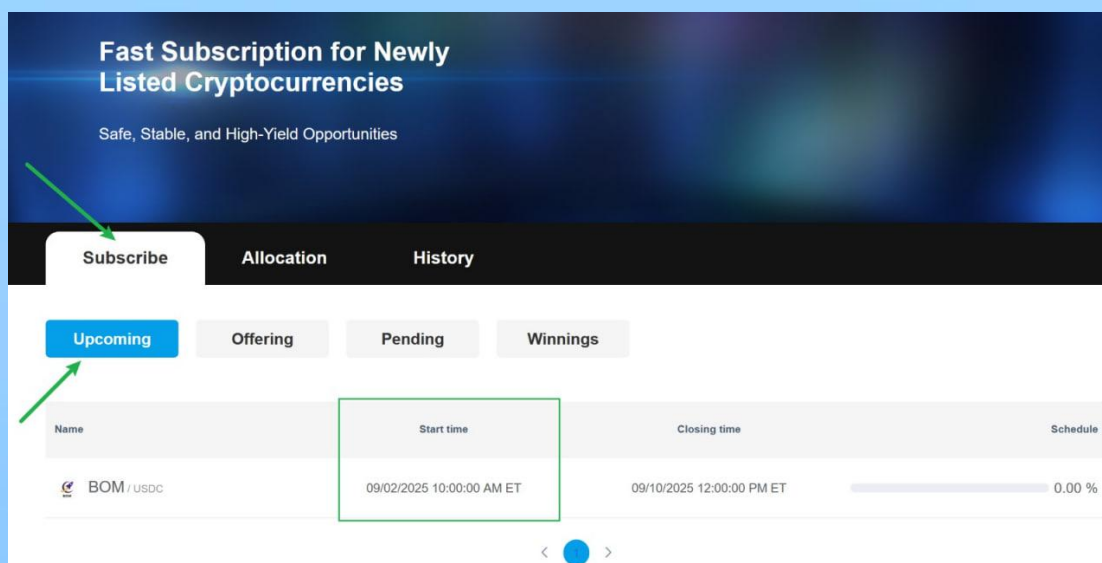 Fast Subscription for Newly
Listed Cryptocurrencies
Safe, Stable, and High-Yield Opportunities
Subscribe Allocation History
Upcoming Offering Pending Winnings
Name Start time Closing time Schedule
BOM / USDC 09/02/2025 10:00:00 AM ET 09/10/2025 12:00:00 PM ET 0.00 %
< 1 >